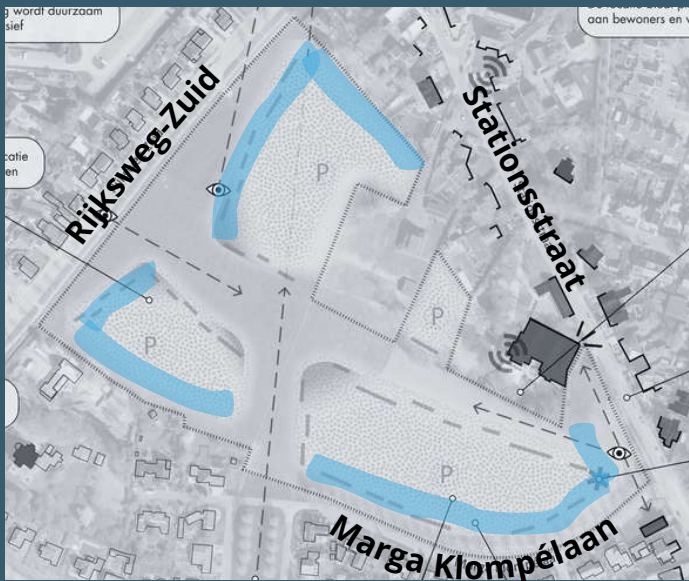 g wordt duurzaam
sief
aan bewoners en v
Rijksweg-Zuid
Stationsstraat
catie
en
P
P
P
P
Marga Klompélaan